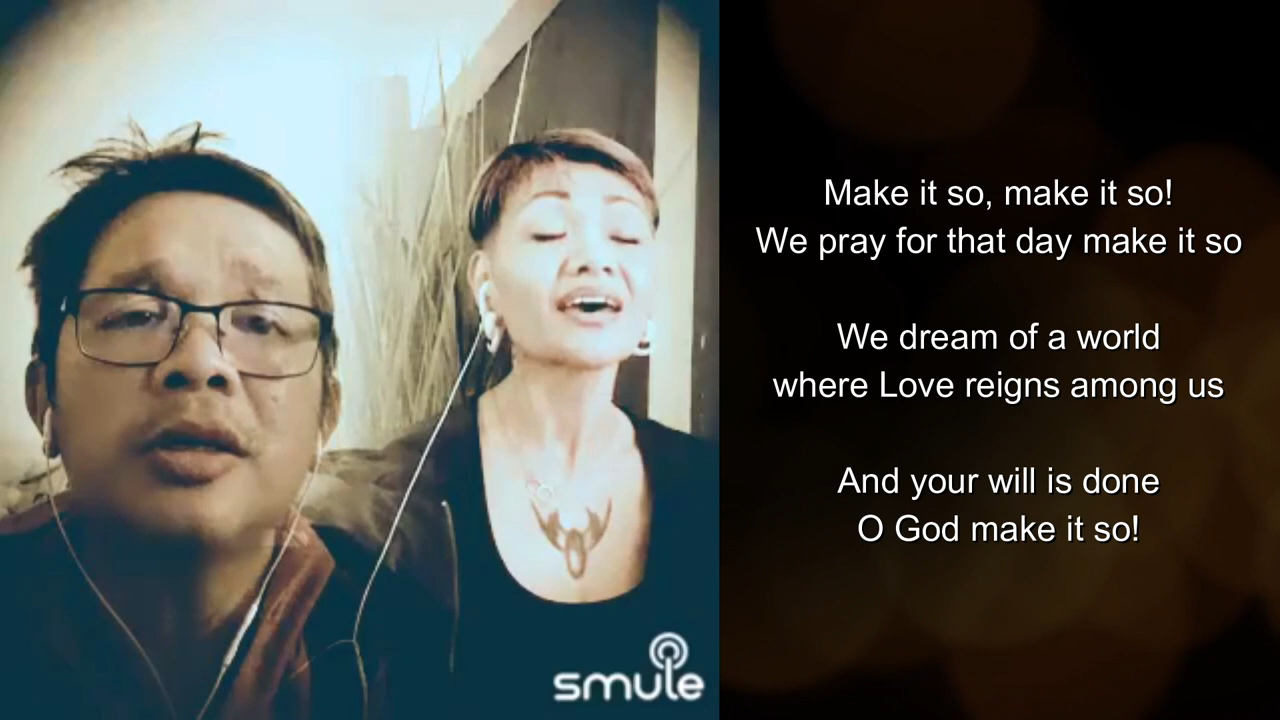 Make it so, make it so!
We pray for that day make it so
We dream of a world
where Love reigns among us
And your will is done
O God make it so!
smule